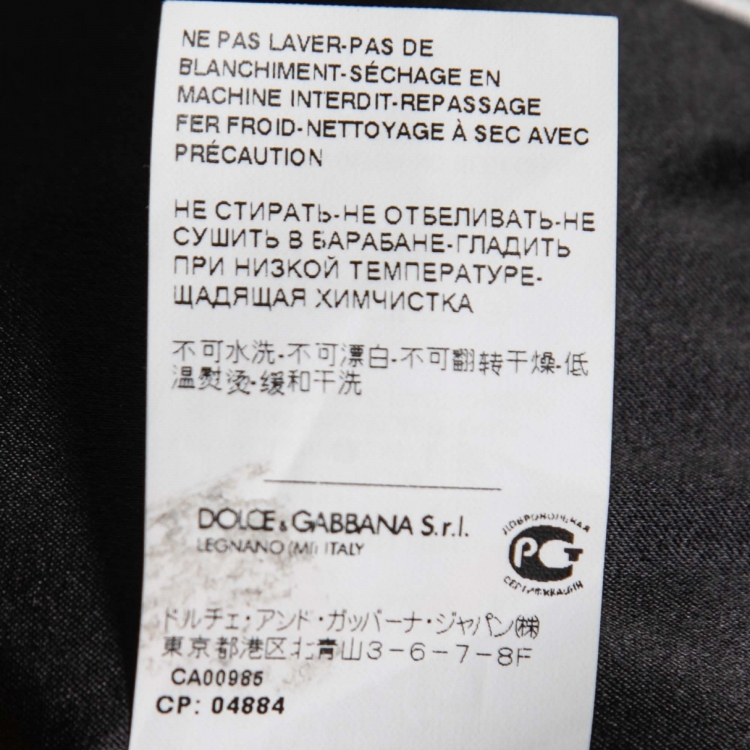 NE PAS LAVER-PAS DE
BLANCHIMENT-SÉCHAGE EN
MACHINE INTERDIT-REPASSAGE
FER FROID-NETTOYAGE À SEC AVEC
PRÉCAUTION
НЕ СТИРАТЬ-НЕ ОТБЕЛИВАТЬ-НЕ
СУШИТЬ В БАРАБАНЕ-ГЛАДИТЬ
ПРИ НИЗКОЙ ТЕМПЕРАТУРЕ-
ЩАДЯЩАЯ ХИМЧИСТКА
不可水洗-不可漂白-不可翻转干燥-低
温熨烫-缓和干洗
DOLCE & GABBANA S.r.l.
LEGNANO (MI) ITALY
ДОБРОВОЛЬНАЯ
РСТ
СЕРТИФИКАЦИЯ
ドルチェ・アンド・ガッバーナ・ジャパン(株)
東京都港区北青山3-6-7-8F
CA00985
CP: 04884